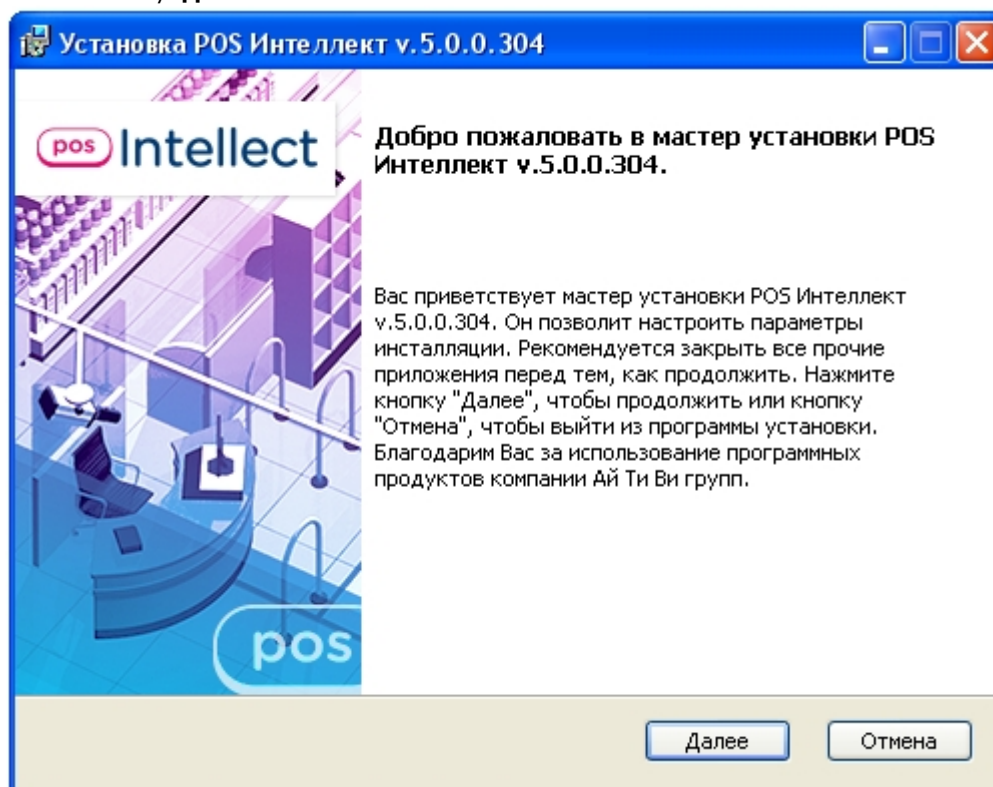 Установка POS Интеллект v.5.0.0.304
pos Intellect
Добро пожаловать в мастер установки POS
Интеллект v.5.0.0.304.
Вас приветствует мастер установки POS Интеллект
v.5.0.0.304. Он позволит настроить параметры
инсталляции. Рекомендуется закрыть все прочие
приложения перед тем, как продолжить. Нажмите
кнопку "Далее", чтобы продолжить или кнопку
"Отмена", чтобы выйти из программы установки.
Благодарим Вас за использование программных
продуктов компании Ай Ти Ви групп.
pos
Далее
Отмена